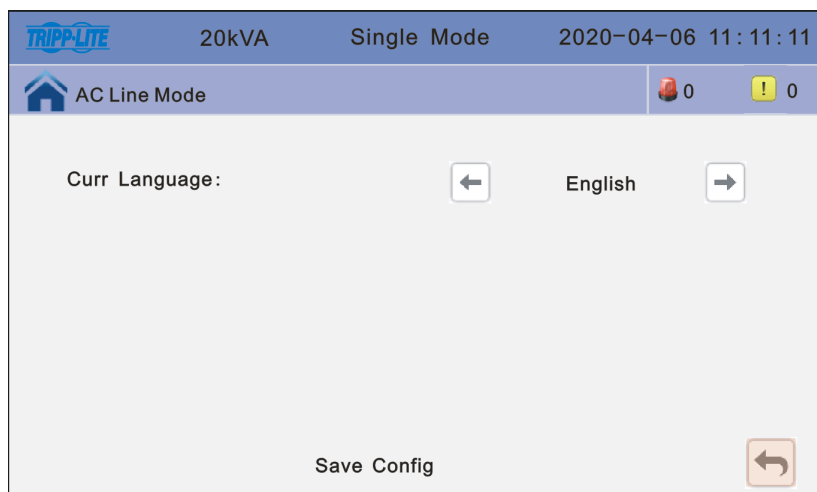 TRIPP-LITE 20kVA Single Mode 2020-04-06 11:11:11
AC Line Mode 0 ! 0
Curr Language: English
Save Config